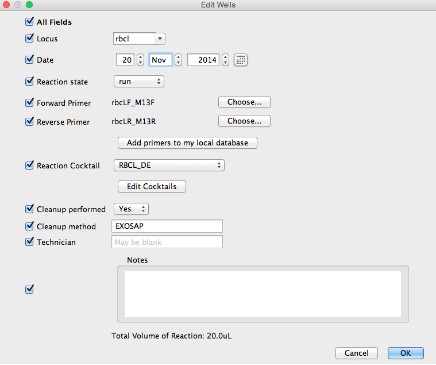 Edit Wells
All Fields
Locus rbcl
Date 20 Nov 2014
Reaction state run
Forward Primer rbcLF_M13F Choose...
Reverse Primer rbcLR_M13R Choose...
Add primers to my local database
Reaction Cocktail RBCL_DE
Edit Cocktails
Cleanup performed Yes
Cleanup method EXOSAP
Technician May be blank
Notes
Total Volume of Reaction: 20.0uL
Cancel OK